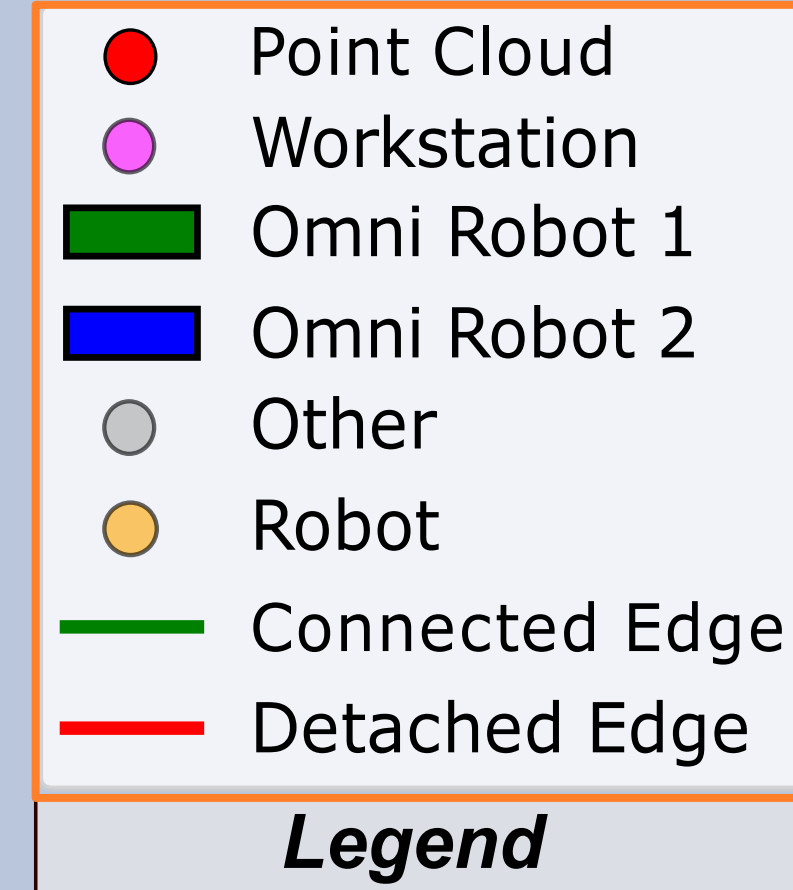 Point Cloud
Workstation
Omni Robot 1
Omni Robot 2
Other
Robot
Connected Edge
Detached Edge
Legend